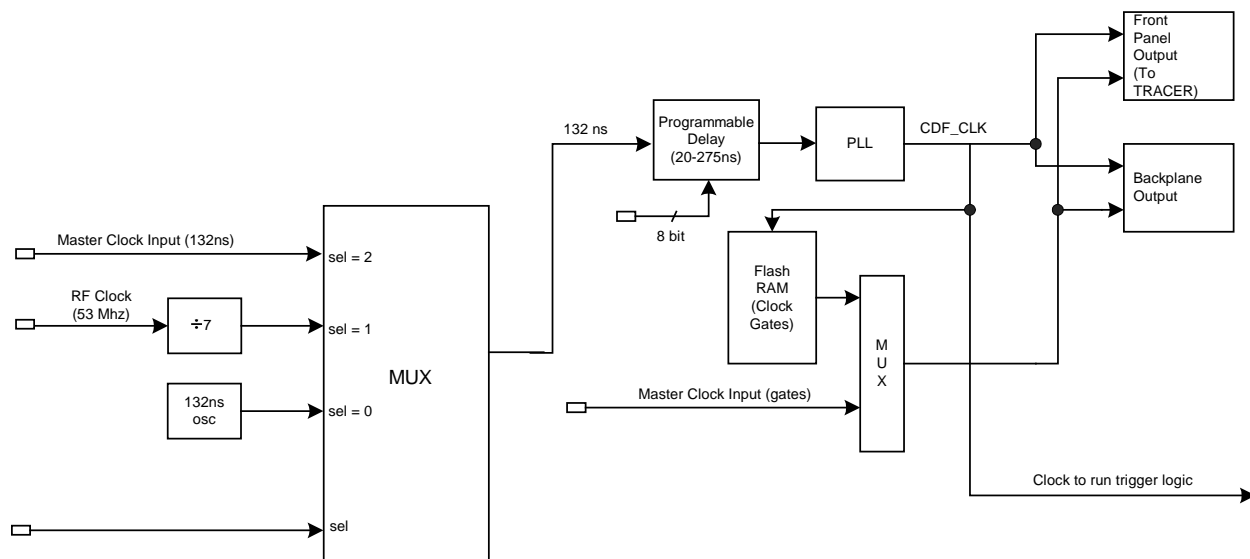 Front
Panel
Output
(To
TRACER)
132 ns
Programmable
Delay
(20-275ns)
PLL
CDF_CLK
Backplane
Output
8 bit
Master Clock Input (132ns)
sel = 2
RF Clock
(53 Mhz)
÷7
sel = 1
Flash
RAM
(Clock
Gates)
M
U
X
MUX
132ns
osc
sel = 0
Master Clock Input (gates)
Clock to run trigger logic
sel